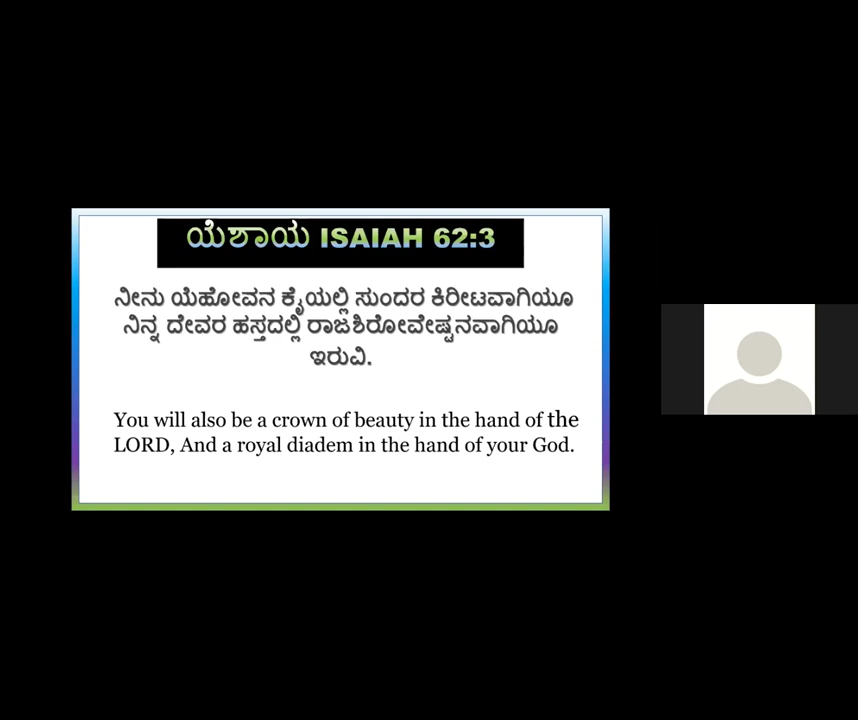 ಯೆಶಾಯ ISAIAH 62:3
ನೀನು ಯೆಹೋವನ ಕೈಯಲ್ಲಿ ಸುಂದರ ಕಿರೀಟವಾಗಿಯೂ
ನಿನ್ನ ದೇವರ ಹಸ್ತದಲ್ಲಿ ರಾಜಶಿರೋವೇಷ್ಟನವಾಗಿಯೂ
ಇರುವಿ.
You will also be a crown of beauty in the hand of the
LORD, And a royal diadem in the hand of your God.